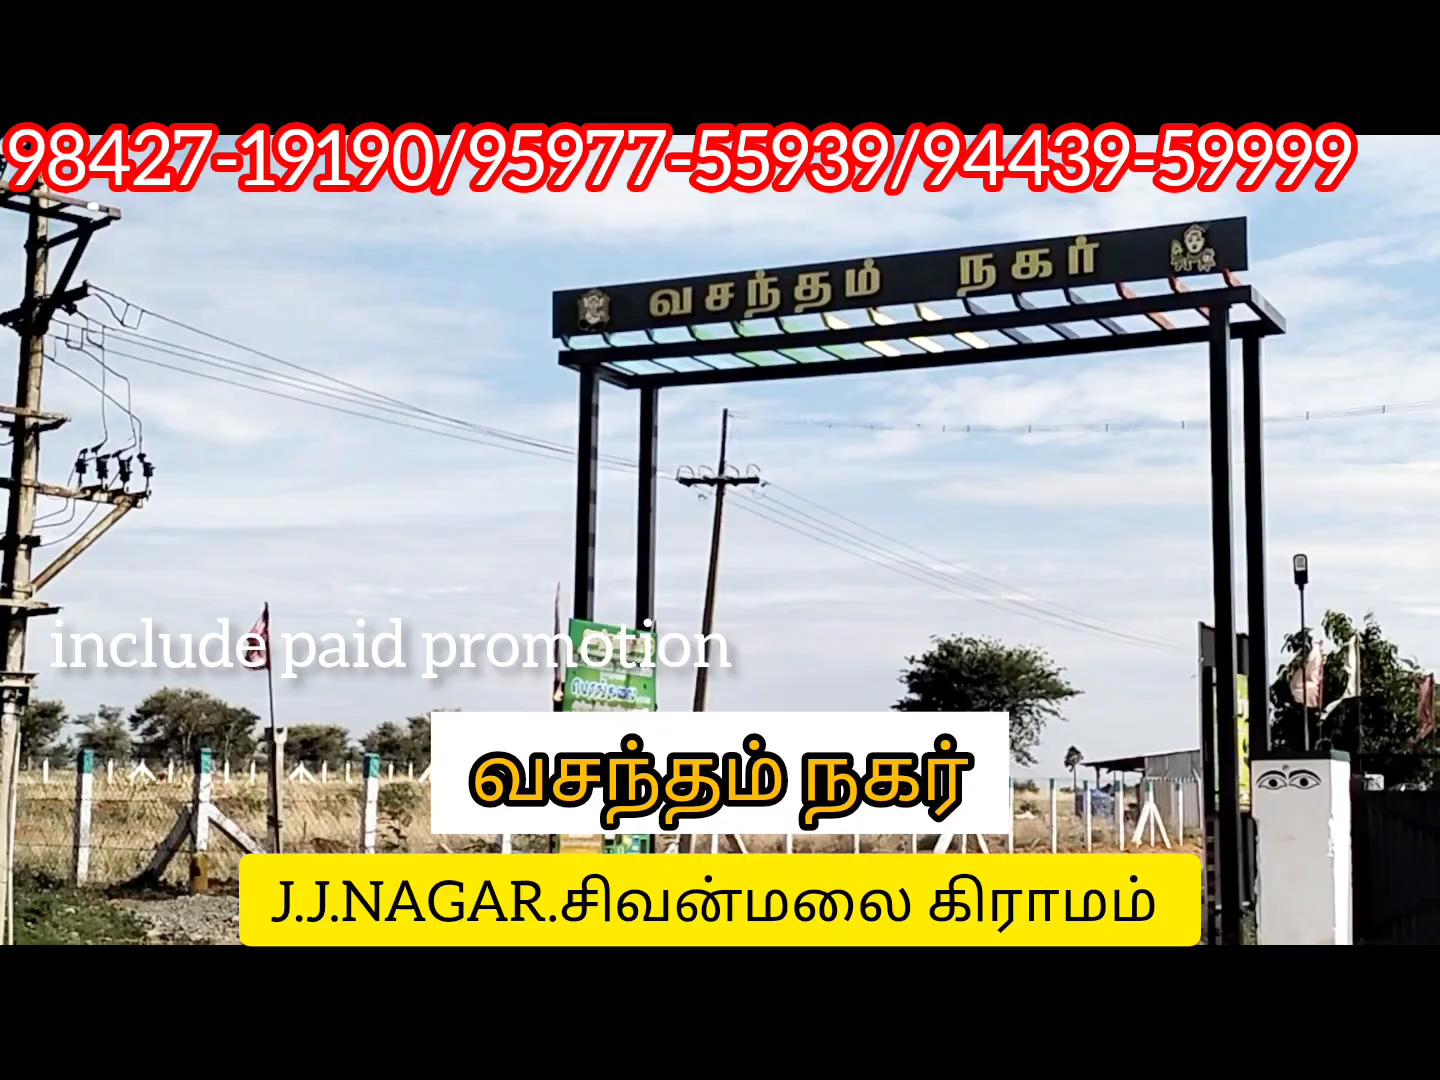 98427-19190/95977-55939/94439-59999
வசந்தம் நகர்
include paid promotion
வசந்தம் நகர்
J.J.NAGAR.சிவன்மலை கிராமம்